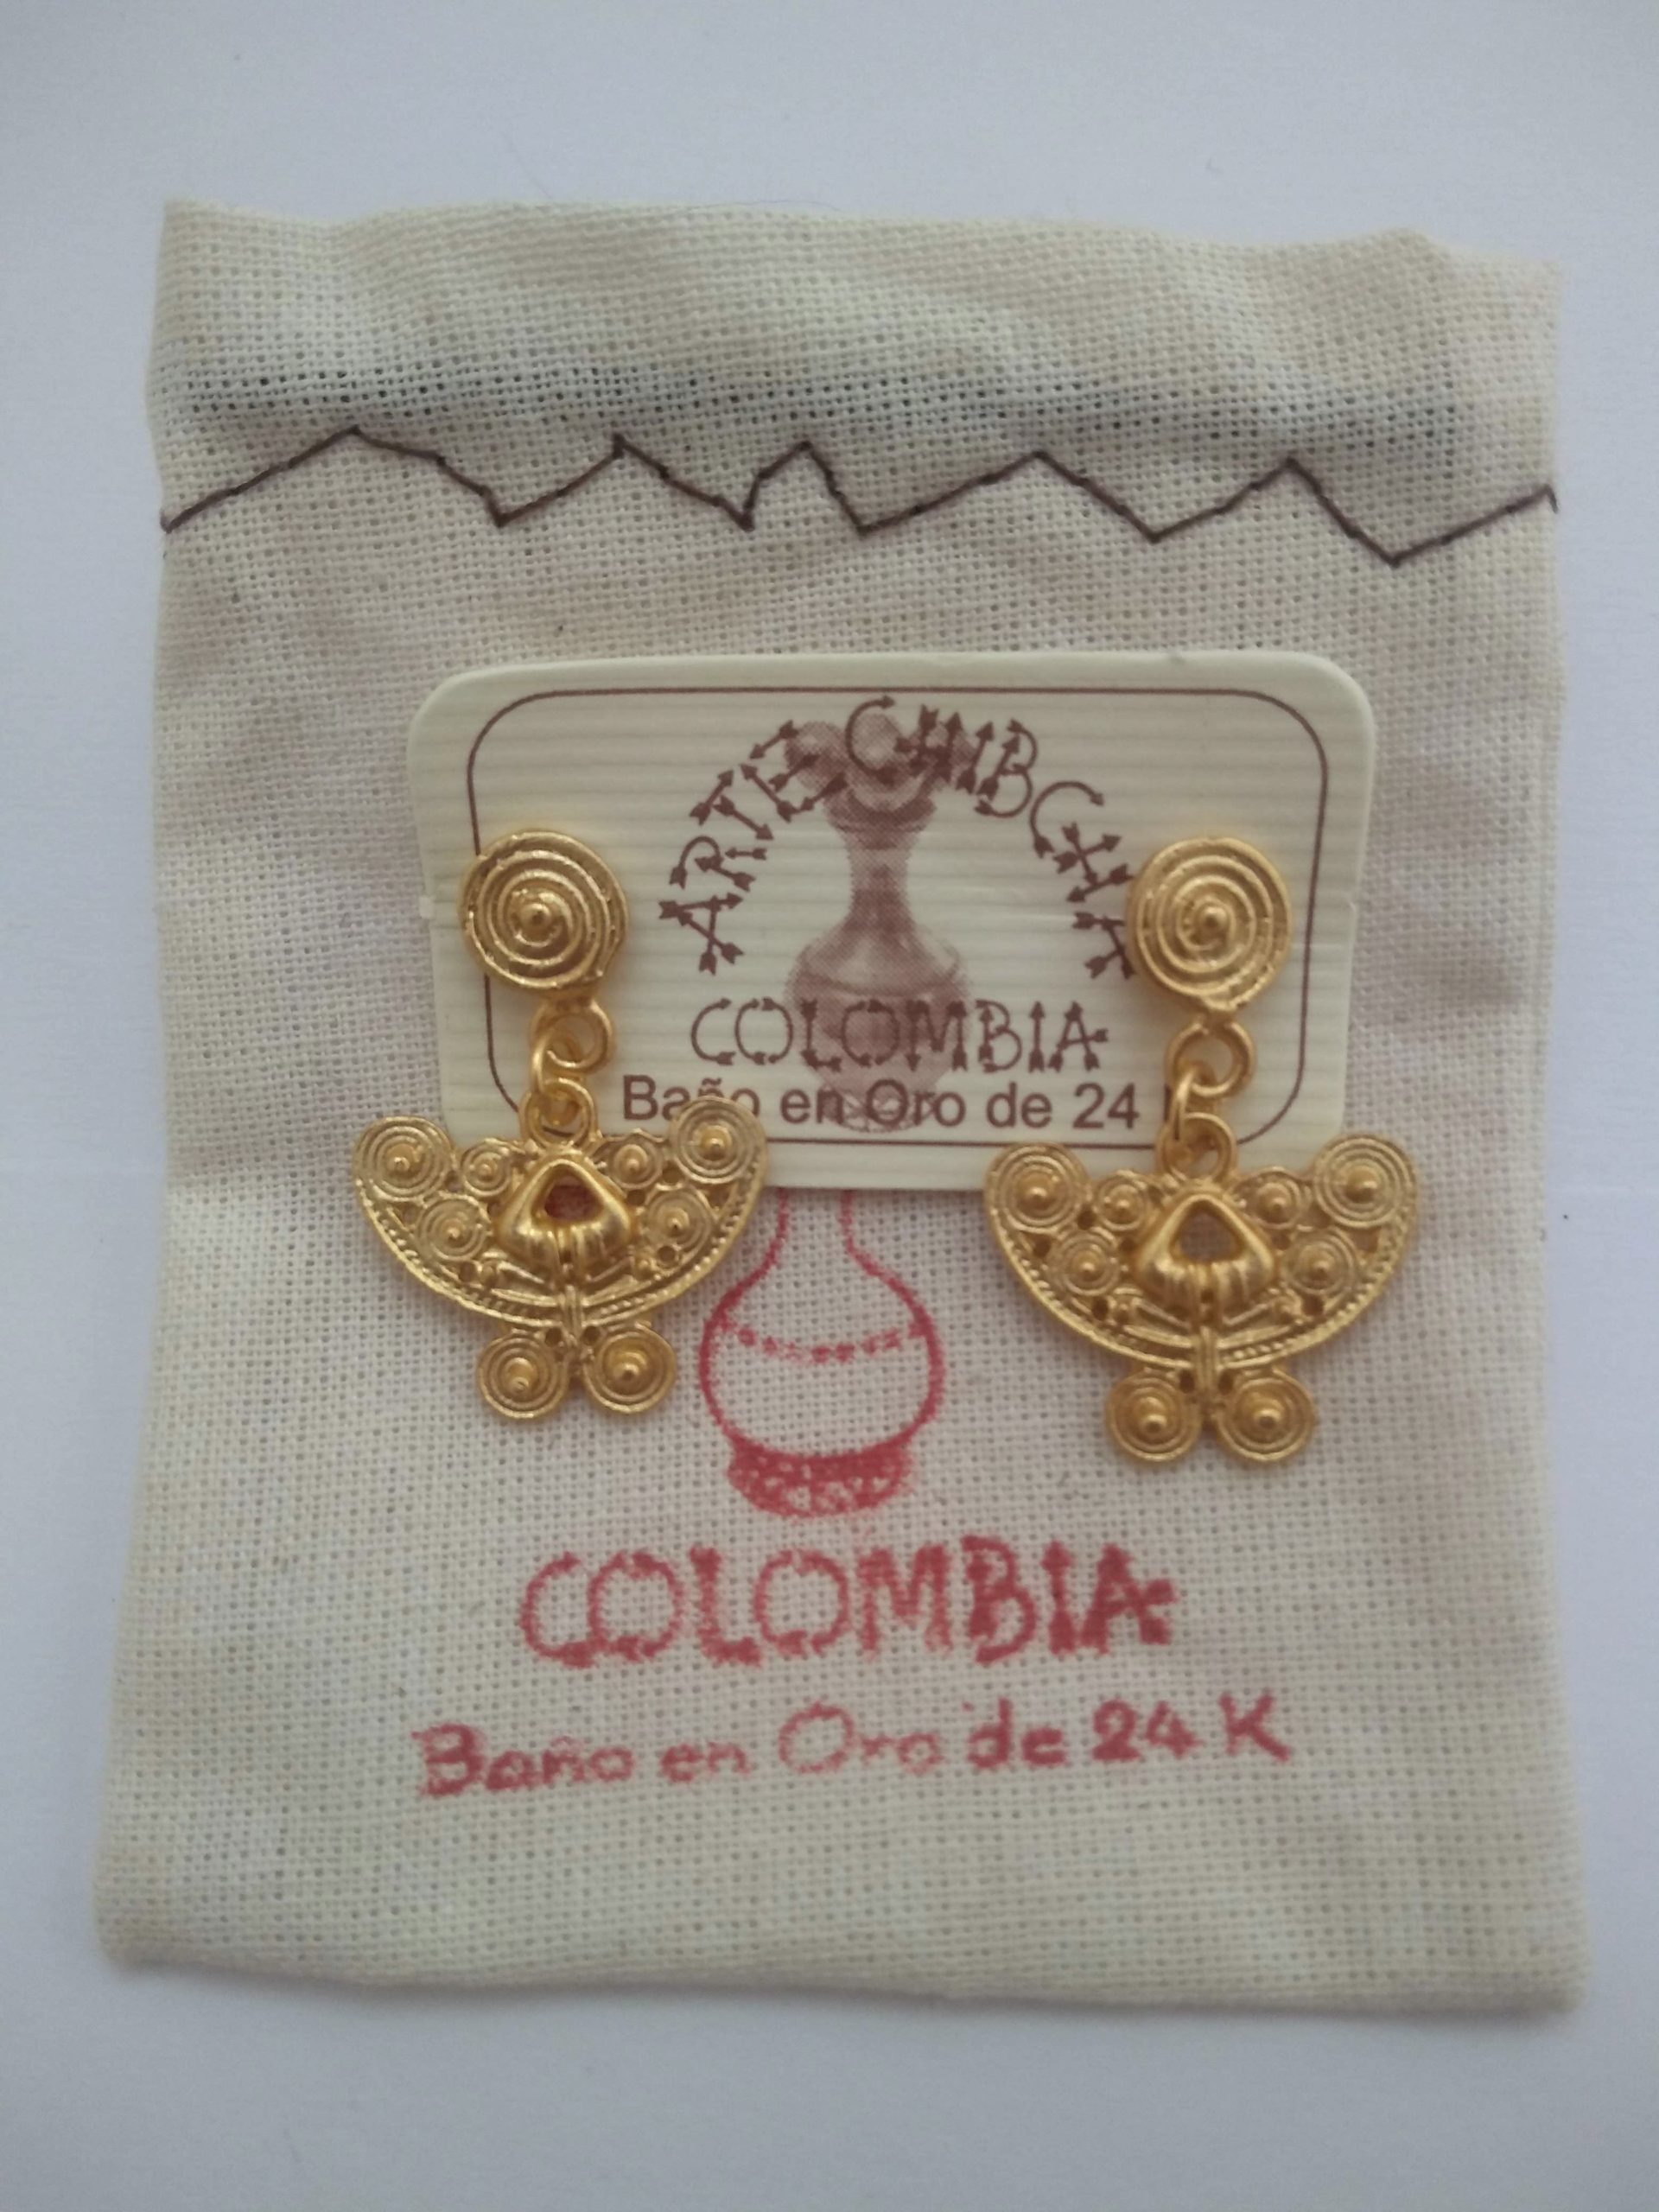 ARTE CHIBCHA
COLOMBIA
Baño en Oro de 24
COLOMBIA
Baño en Oro de 24 K